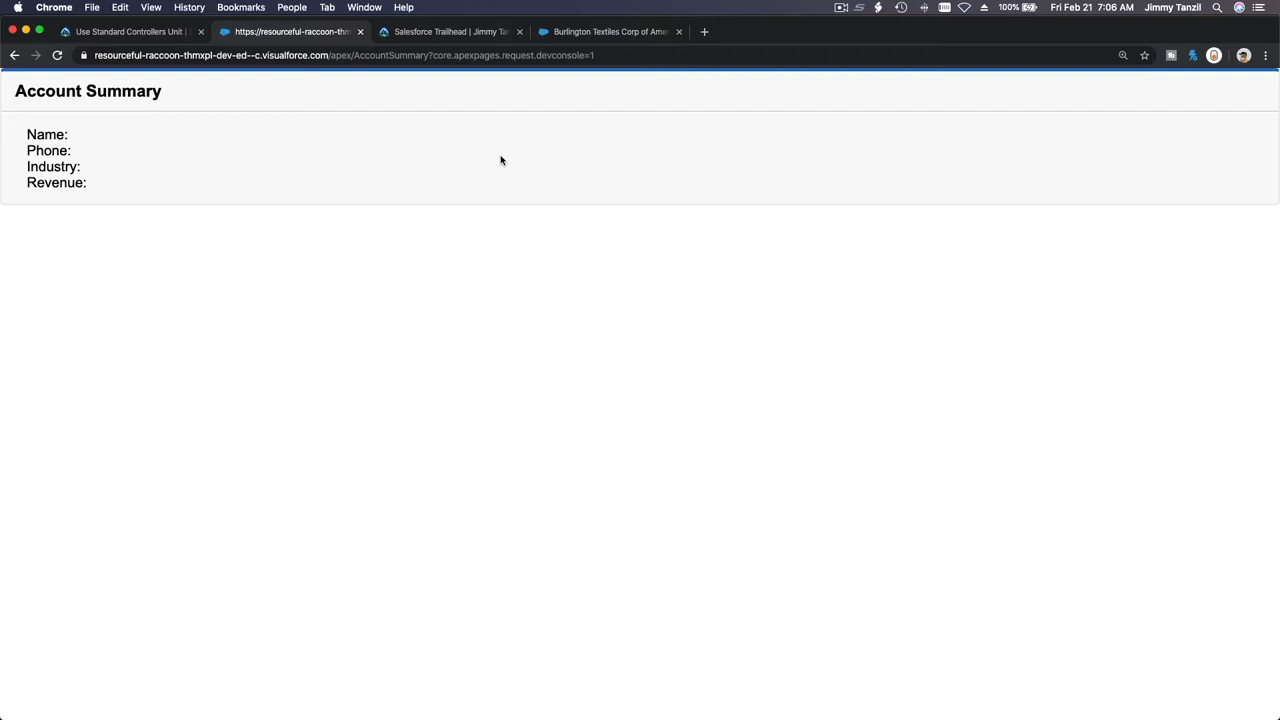 Chrome File Edit View History Bookmarks People Tab Window Help 100% Fri Feb 21 7:06 AM Jimmy Tanzil
Use Standard Controllers Unit | https://resourceful-raccoon-thm Salesforce Trailhead | Jimmy Tan Burlington Textiles Corp of Ame
resourceful-raccoon-thmxpl-dev-ed--c.visualforce.com/apex/AccountSummary?core.apexpages.request.devconsole=1
Account Summary
Name:
Phone:
Industry:
Revenue: